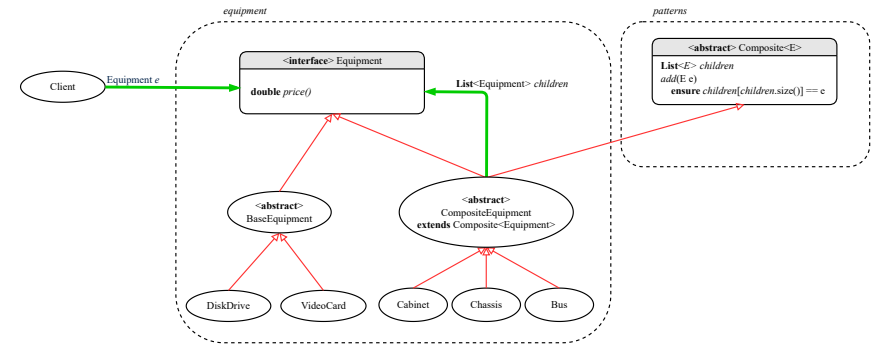 equipment
patterns
<interface> Equipment
double price()
<abstract> Composite<E>
List<E> children
add(E e)
ensure children[children.size()] == e
Client
Equipment e
List<Equipment> children
<abstract>
BaseEquipment
<abstract>
CompositeEquipment
extends Composite<Equipment>
DiskDrive
VideoCard
Cabinet
Chassis
Bus